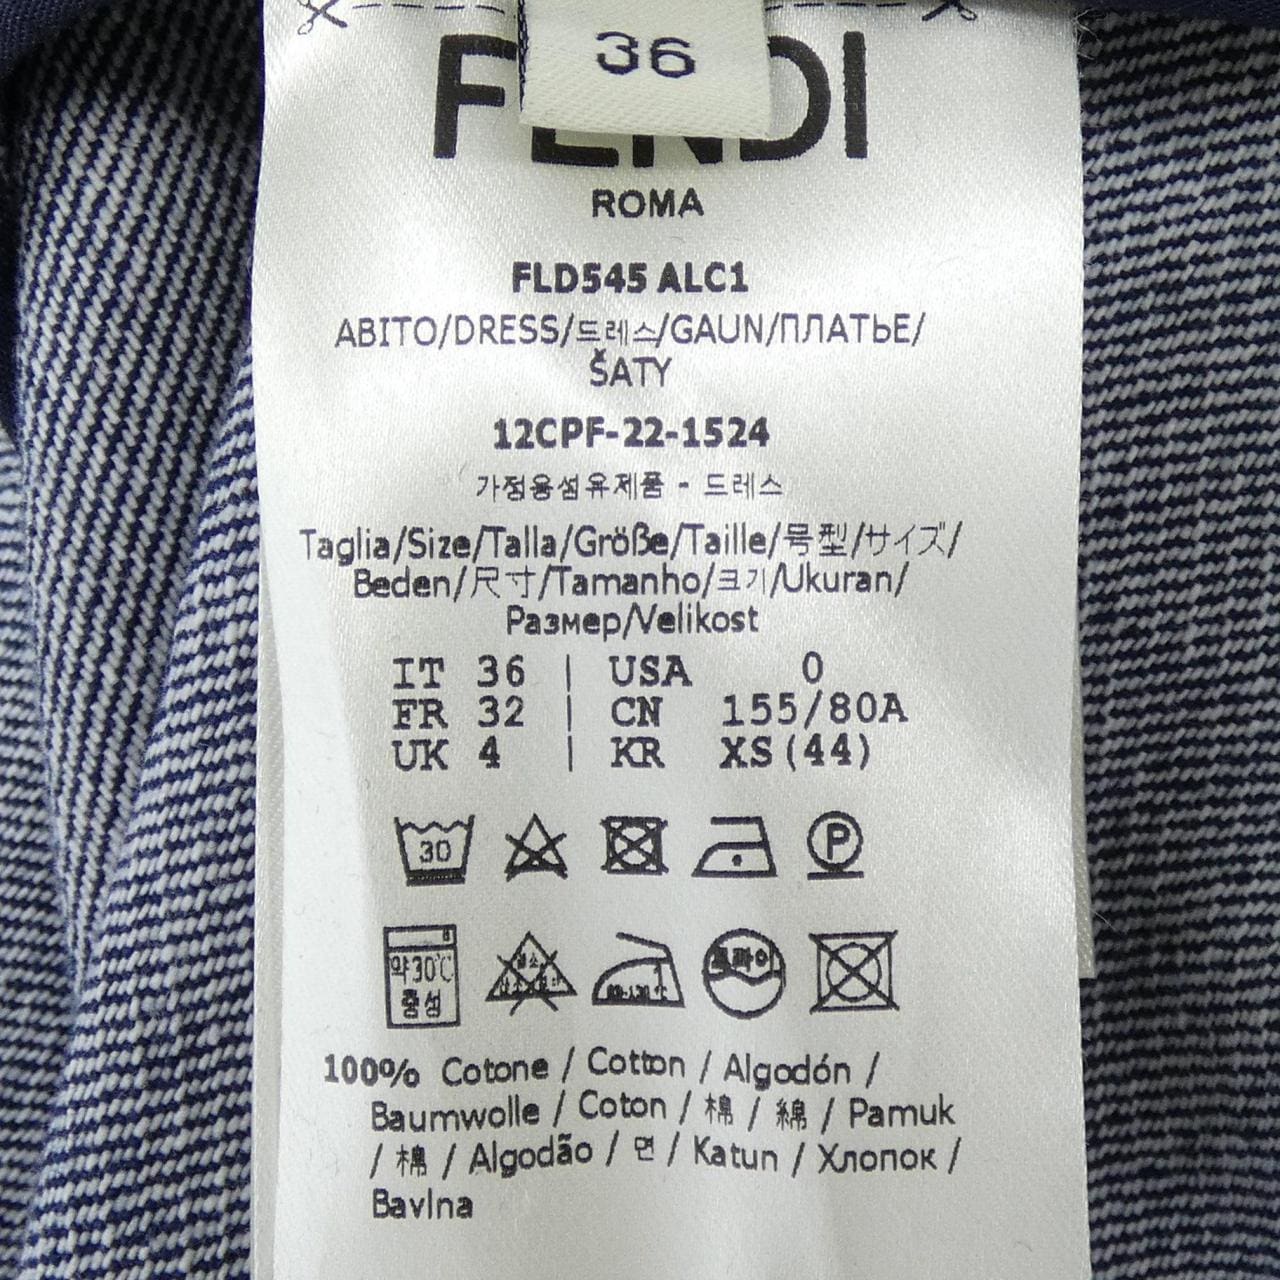 36
FENDI
ROMA
FLD545 ALC1
ABITO/DRESS/드레스/GAUN/ПЛАТЬЕ/
ŠATY
12CPF-22-1524
가정용섬유제품 - 드레스
Taglia/Size/Talla/Größe/Taille/号型/サイズ/
Beden/尺寸/Tamanho/크기/Ukuran/
Размер/Velikost
IT 36 | USA 0
FR 32 | CN 155/80A
UK 4 | KR XS(44)
30 P
약30℃ 드라이
중성
100% Cotone / Cotton / Algodón /
Baumwolle / Coton / 棉 / 綿 / Pamuk
/ 棉 / Algodão / 면 / Katun / Хлопок /
Bavlna